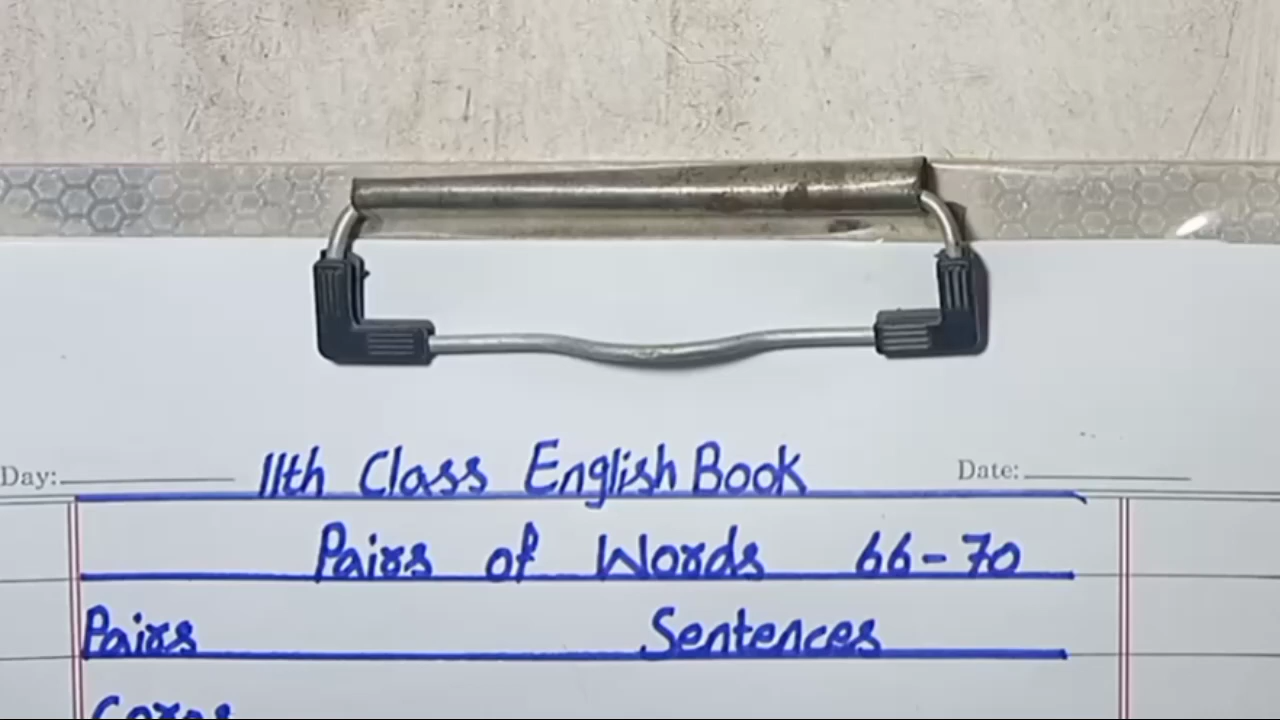 Day: 11th Class English Book Date:
Pairs of Words 66-70
Pairs Sentences